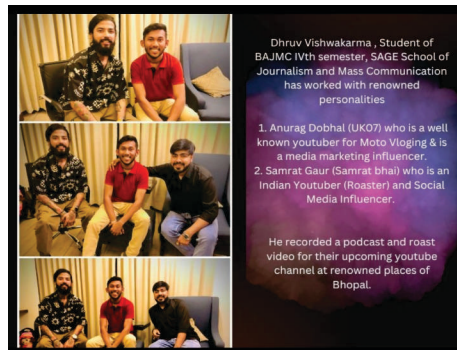 Dhruv Vishwakarma , Student of
BAJMC IVth semester, SAGE School of
Journalism and Mass Communication
has worked with renowned
personalities
1. Anurag Dobhal (UK07) who is a well
known youtuber for Moto Vloging & is
a media marketing influencer.
2. Samrat Gaur (Samrat bhai) who is an
Indian Youtuber (Roaster) and Social
Media Influencer.
He recorded a podcast and roast
video for their upcoming youtube
channel at renowned places of
Bhopal.